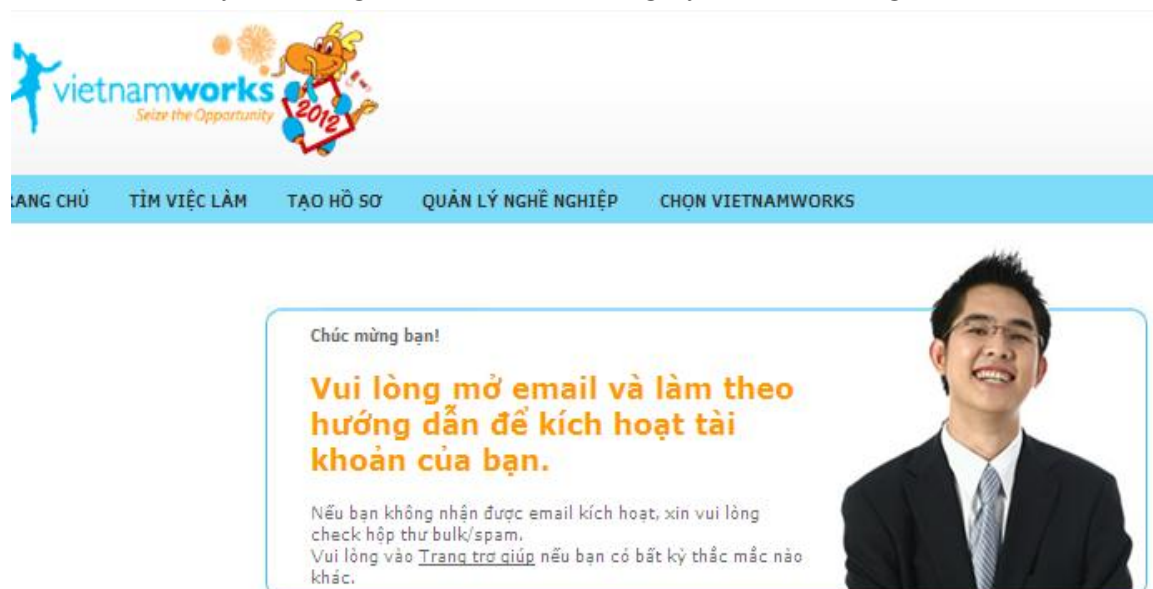 vietnamworks
Seize the Opportunity
2012
RANG CHỦ TÌM VIỆC LÀM TẠO HỒ SƠ QUẢN LÝ NGHỀ NGHIỆP CHỌN VIETNAMWORKS
Chúc mừng bạn!
Vui lòng mở email và làm theo
hướng dẫn để kích hoạt tài
khoản của bạn.
Nếu bạn không nhận được email kích hoạt, xin vui lòng
check hộp thư bulk/spam.
Vui lòng vào Trang trợ giúp nếu bạn có bất kỳ thắc mắc nào
khác.